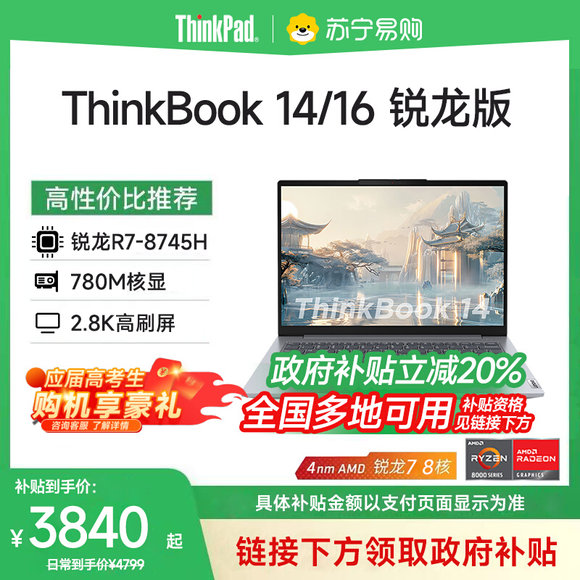 ThinkPad
苏宁易购
ThinkBook 14/16 锐龙版
高性价比推荐
锐龙R7-8745H
780M核显
2.8K高刷屏
ThinkBook 14
应届高考生
购机享豪礼
咨询客服 了解详情
政府补贴立减20%
全国多地可用
补贴资格
见链接下方
4nm AMD 锐龙7 8核
AMD
RYZEN
8000 SERIES
AMD
RADEON
GRAPHICS
补贴到手价:
¥3840起
日常到手价¥4799
具体补贴金额以支付页面显示为准
链接下方领取政府补贴